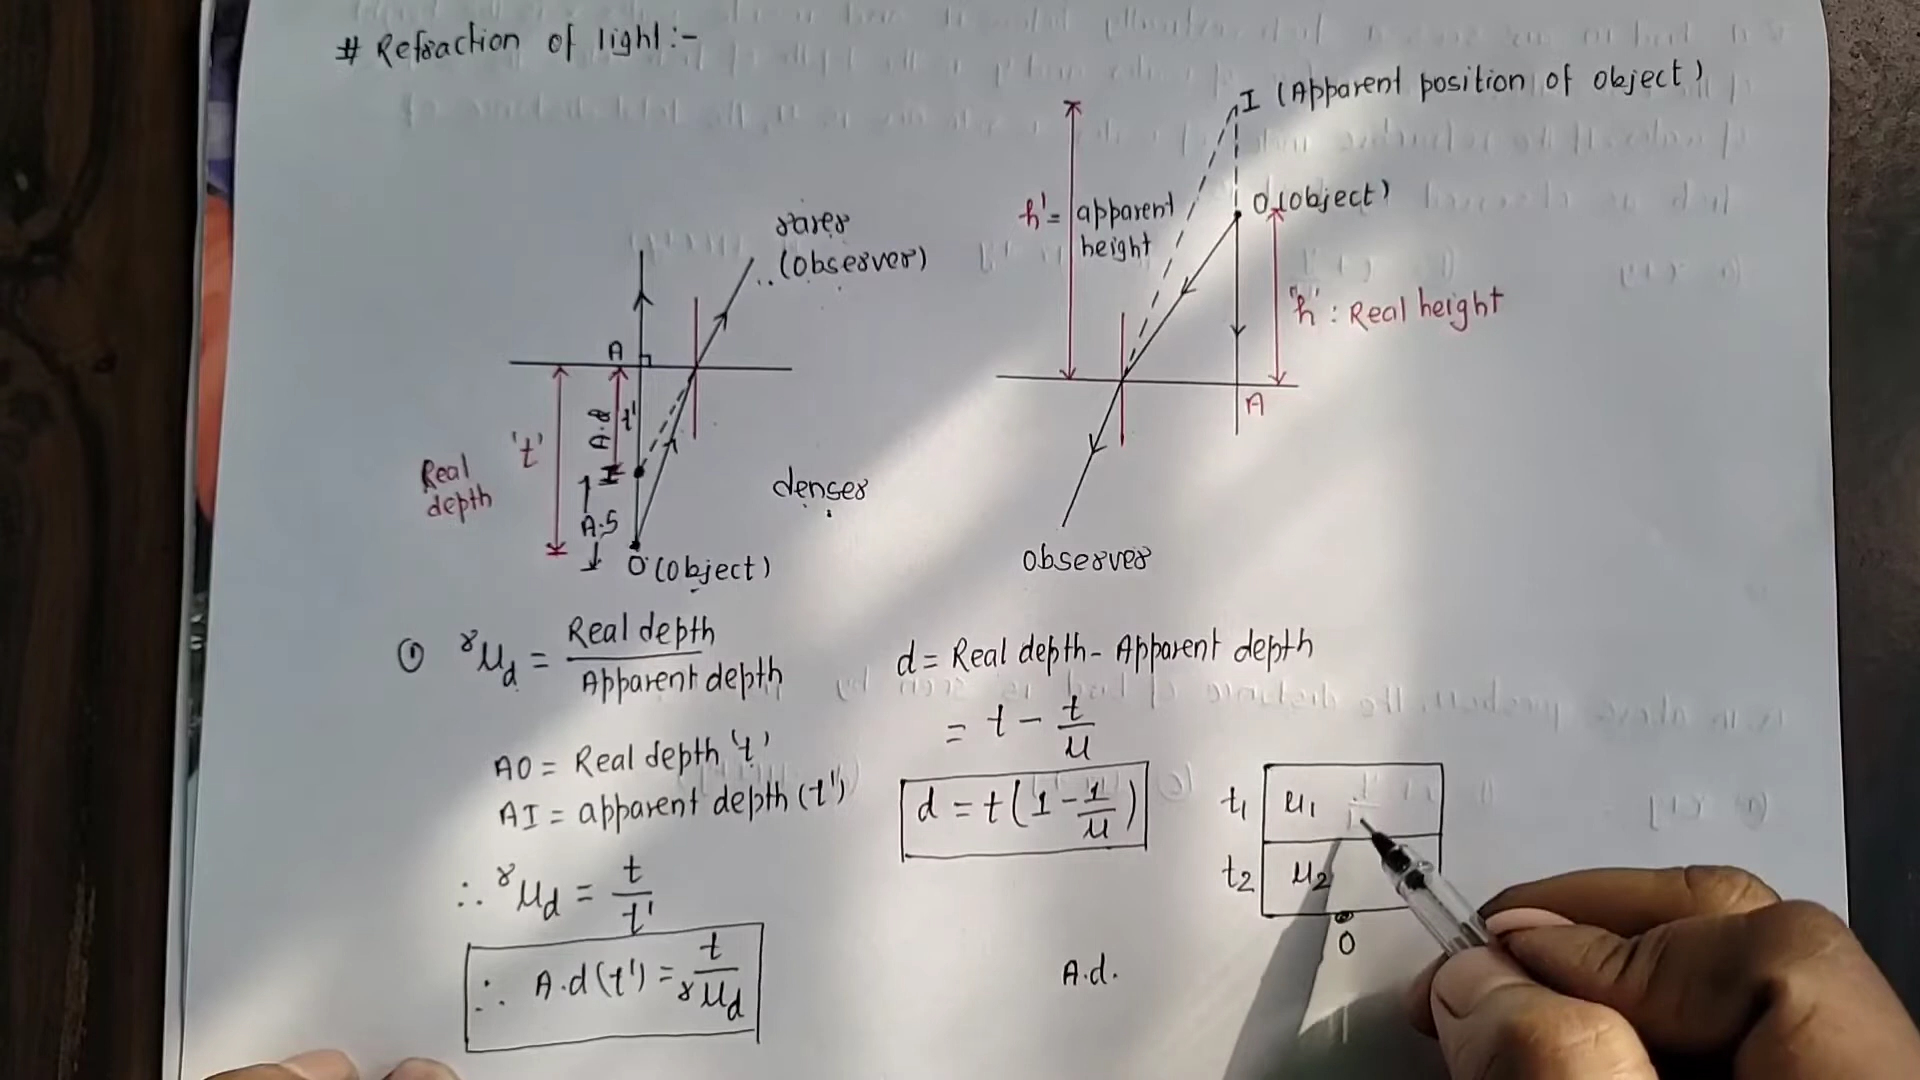 # Refraction of light:-
I (Apparent position of object)
O (object)
h' = apparent
height
'h' : Real height
A
observer
rarer
(observer)
A
't'
Real
depth
A.d
t'
I
A.S
O (object)
denser
① ʳμd = Real depth
Apparent depth
AO = Real depth 't'
AI = apparent depth (t')
∴ ʳμd = t
t'
∴ A.d (t') = t
ʳμd
d = Real depth - Apparent depth
= t - t
μ
d = t (1 - 1
μ)
t1 μ1
t2 μ2
O
A.d.